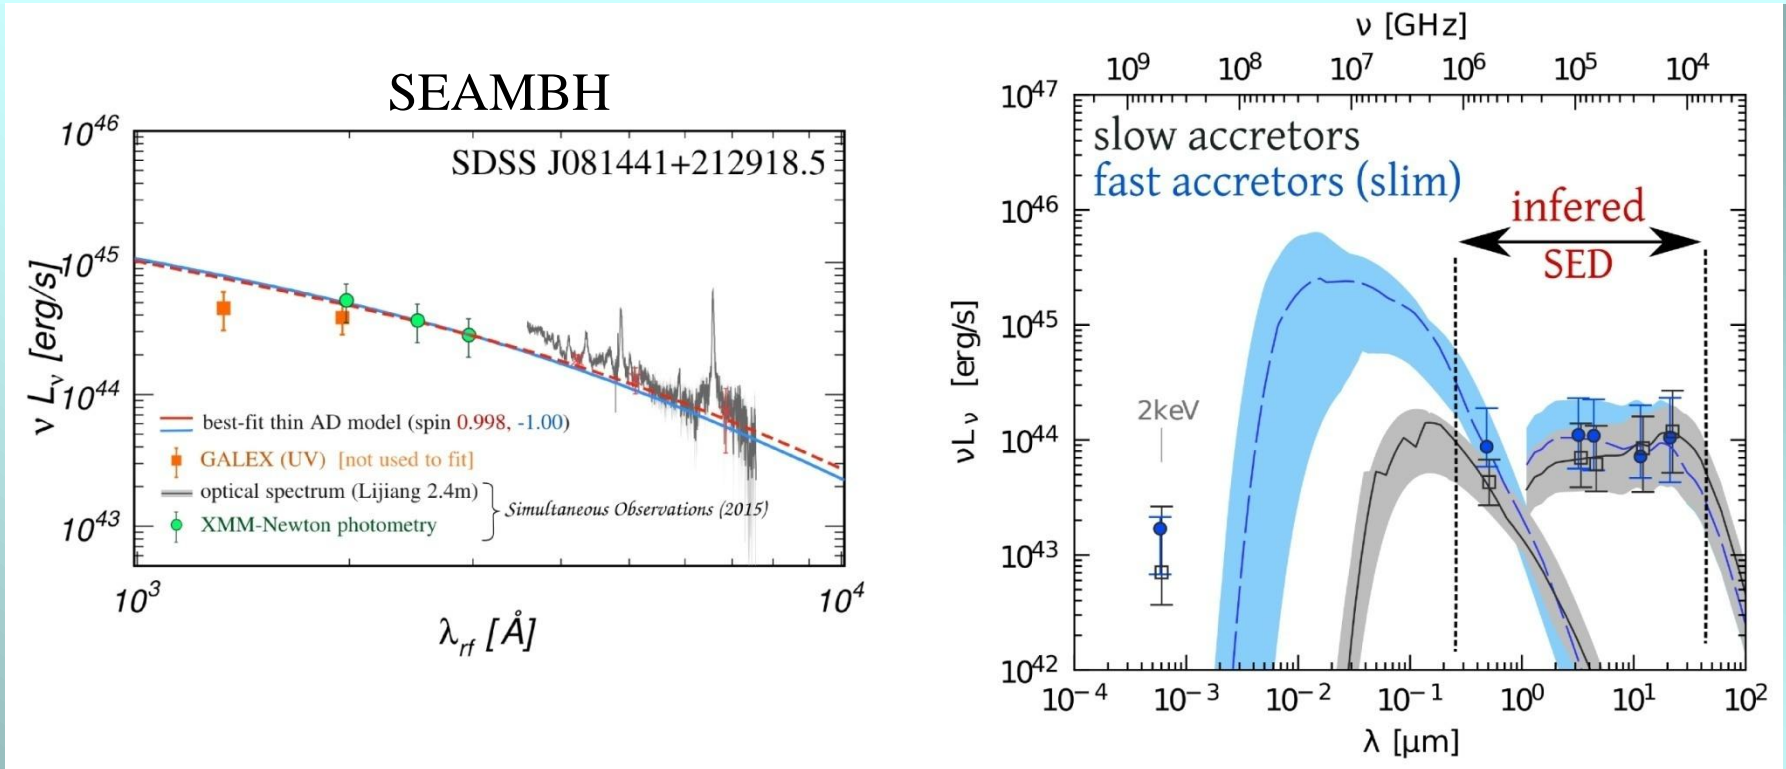 SEAMBH
SDSS J081441+212918.5
10^46
10^45
10^44
10^43
ν L_ν [erg/s]
best-fit thin AD model (spin 0.998, -1.00)
GALEX (UV) [not used to fit]
optical spectrum (Lijiang 2.4m)
XMM-Newton photometry
Simultaneous Observations (2015)
10^3
10^4
λ_rf [Å]
ν [GHz]
10^9
10^8
10^7
10^6
10^5
10^4
10^47
10^46
10^45
10^44
10^43
10^42
νL_ν [erg/s]
slow accretors
fast accretors (slim)
infered
SED
2keV
10^-4
10^-3
10^-2
10^-1
10^0
10^1
10^2
λ [μm]